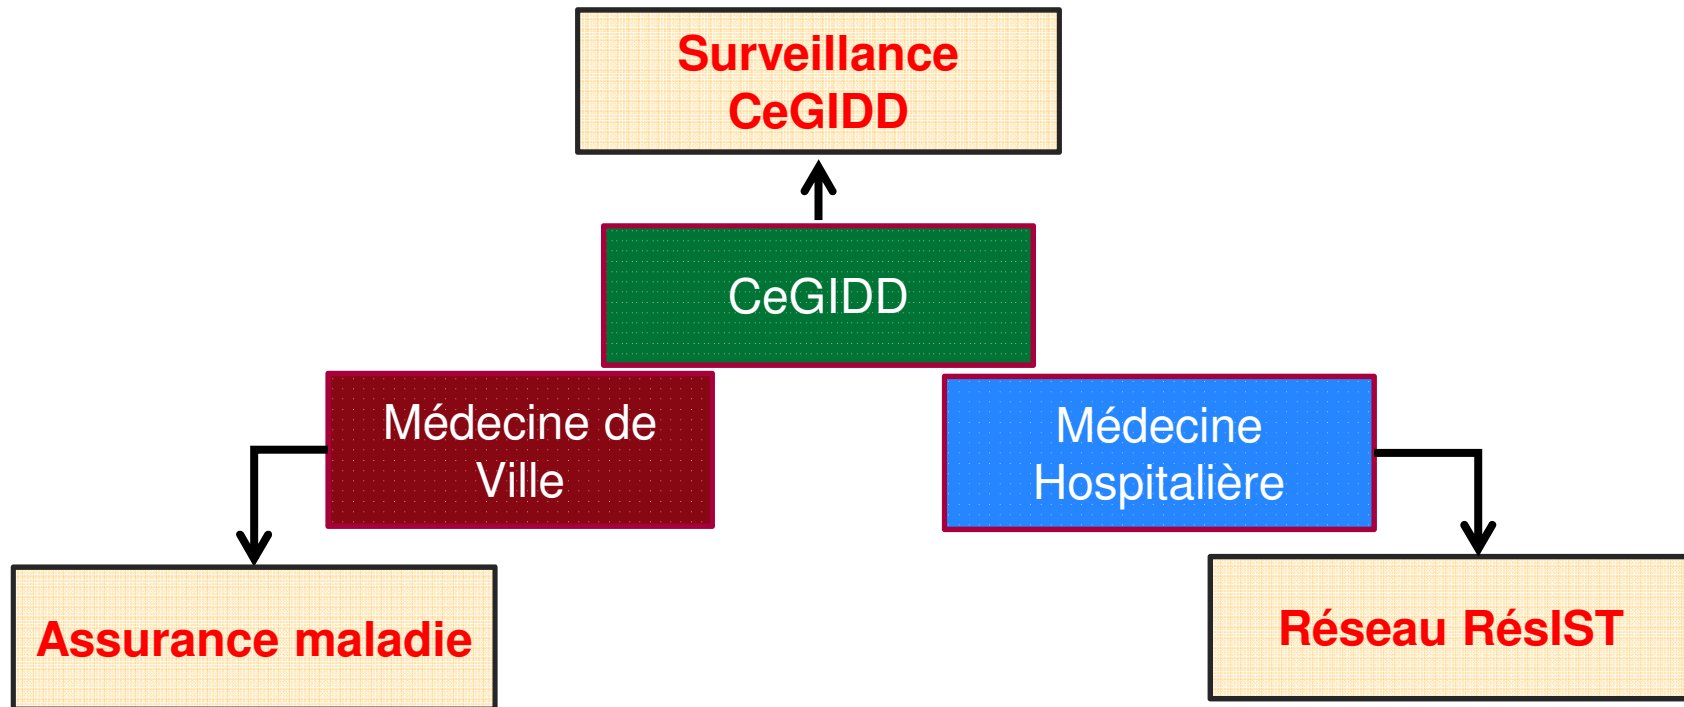 Surveillance
CeGIDD
CeGIDD
Médecine de
Ville
Médecine
Hospitalière
Assurance maladie
Réseau RésIST